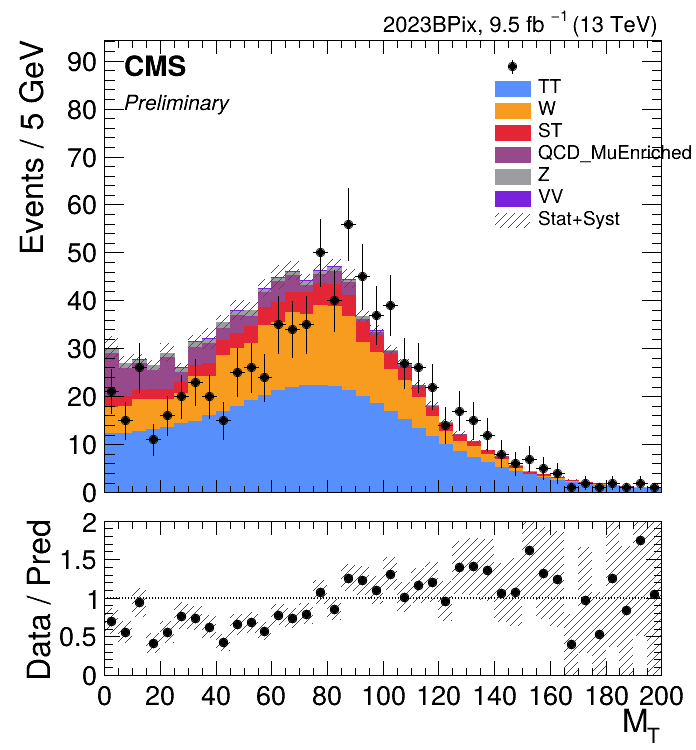 2023BPix, 9.5 fb⁻¹ (13 TeV)
Events / 5 GeV
CMS
Preliminary
TT
W
ST
QCD_MuEnriched
Z
VV
Stat+Syst
90
80
70
60
50
40
30
20
10
0
Data / Pred
2
1.5
1
0.5
0
0 20 40 60 80 100 120 140 160 180 200
M_T